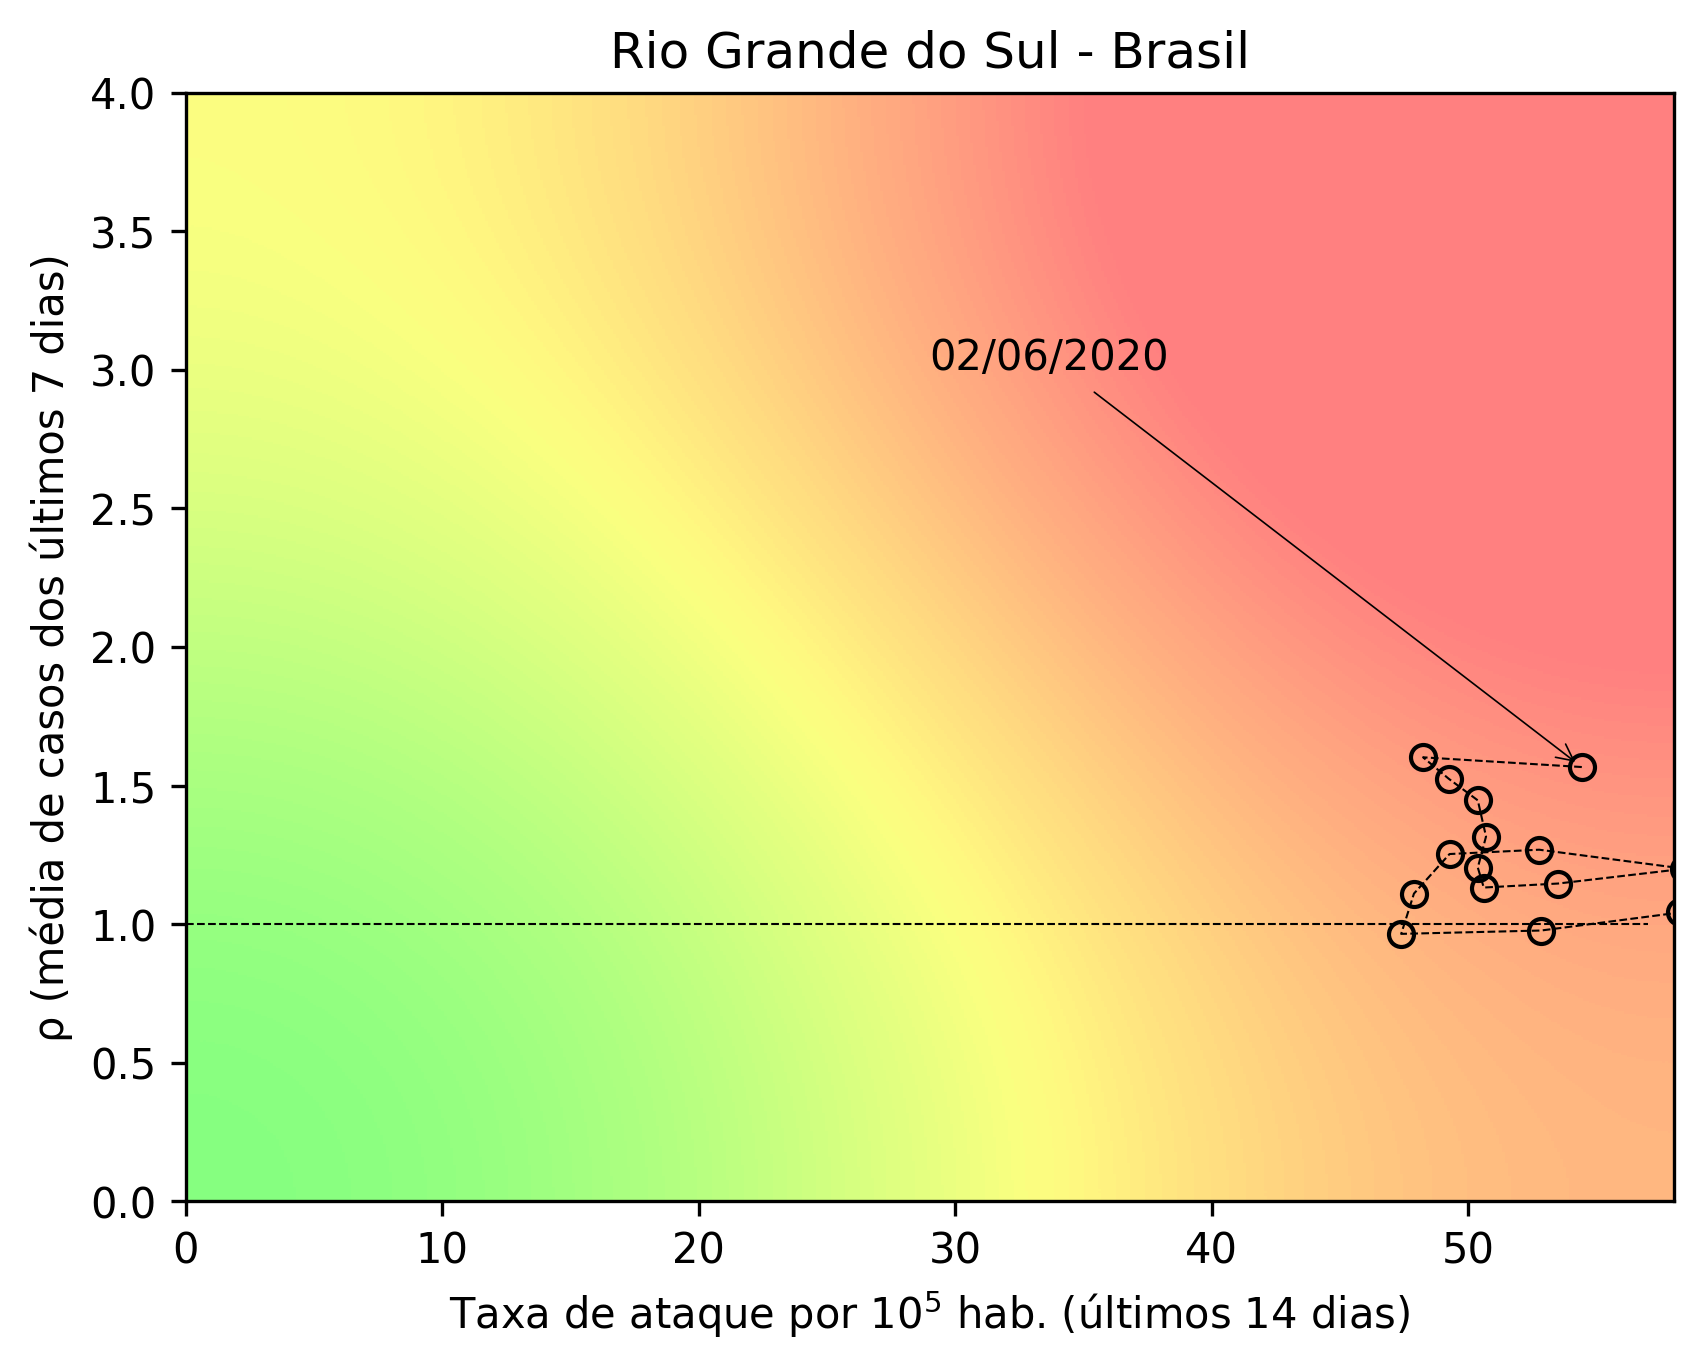 Rio Grande do Sul - Brasil
4.0
3.5
3.0
2.5
2.0
1.5
1.0
0.5
0.0
ρ (média de casos dos últimos 7 dias)
02/06/2020
0 10 20 30 40 50
Taxa de ataque por 10⁵ hab. (últimos 14 dias)